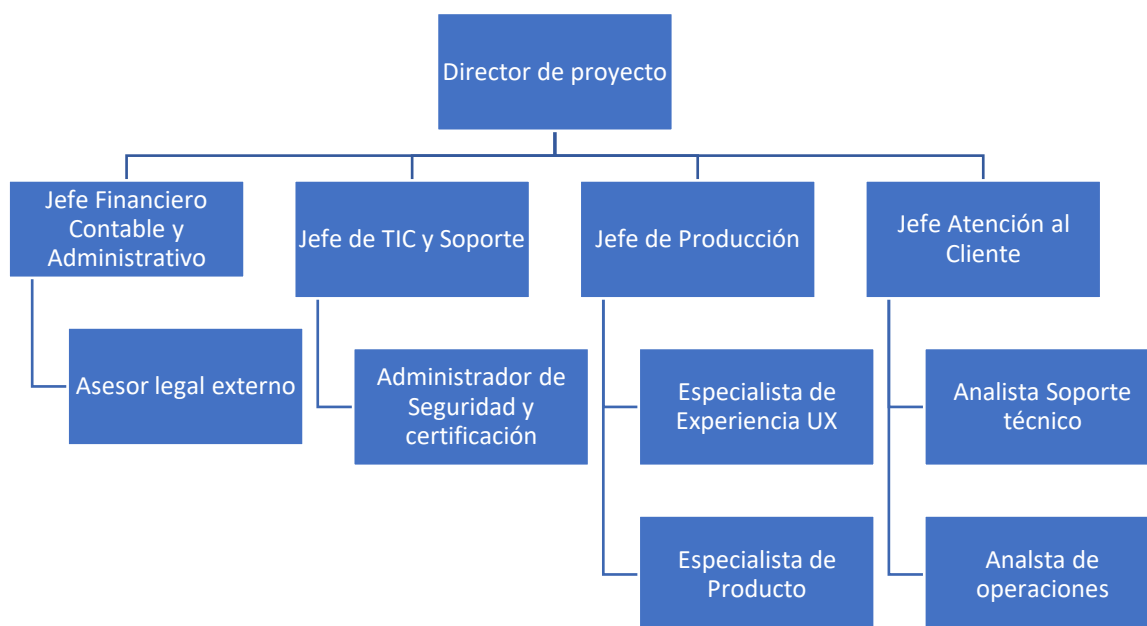 Director de proyecto
Jefe Financiero
Contable y
Administrativo
Jefe de TIC y Soporte
Jefe de Producción
Jefe Atención al
Cliente
Asesor legal externo
Administrador de
Seguridad y
certificación
Especialista de
Experiencia UX
Analista Soporte
técnico
Especialista de
Producto
Analsta de
operaciones